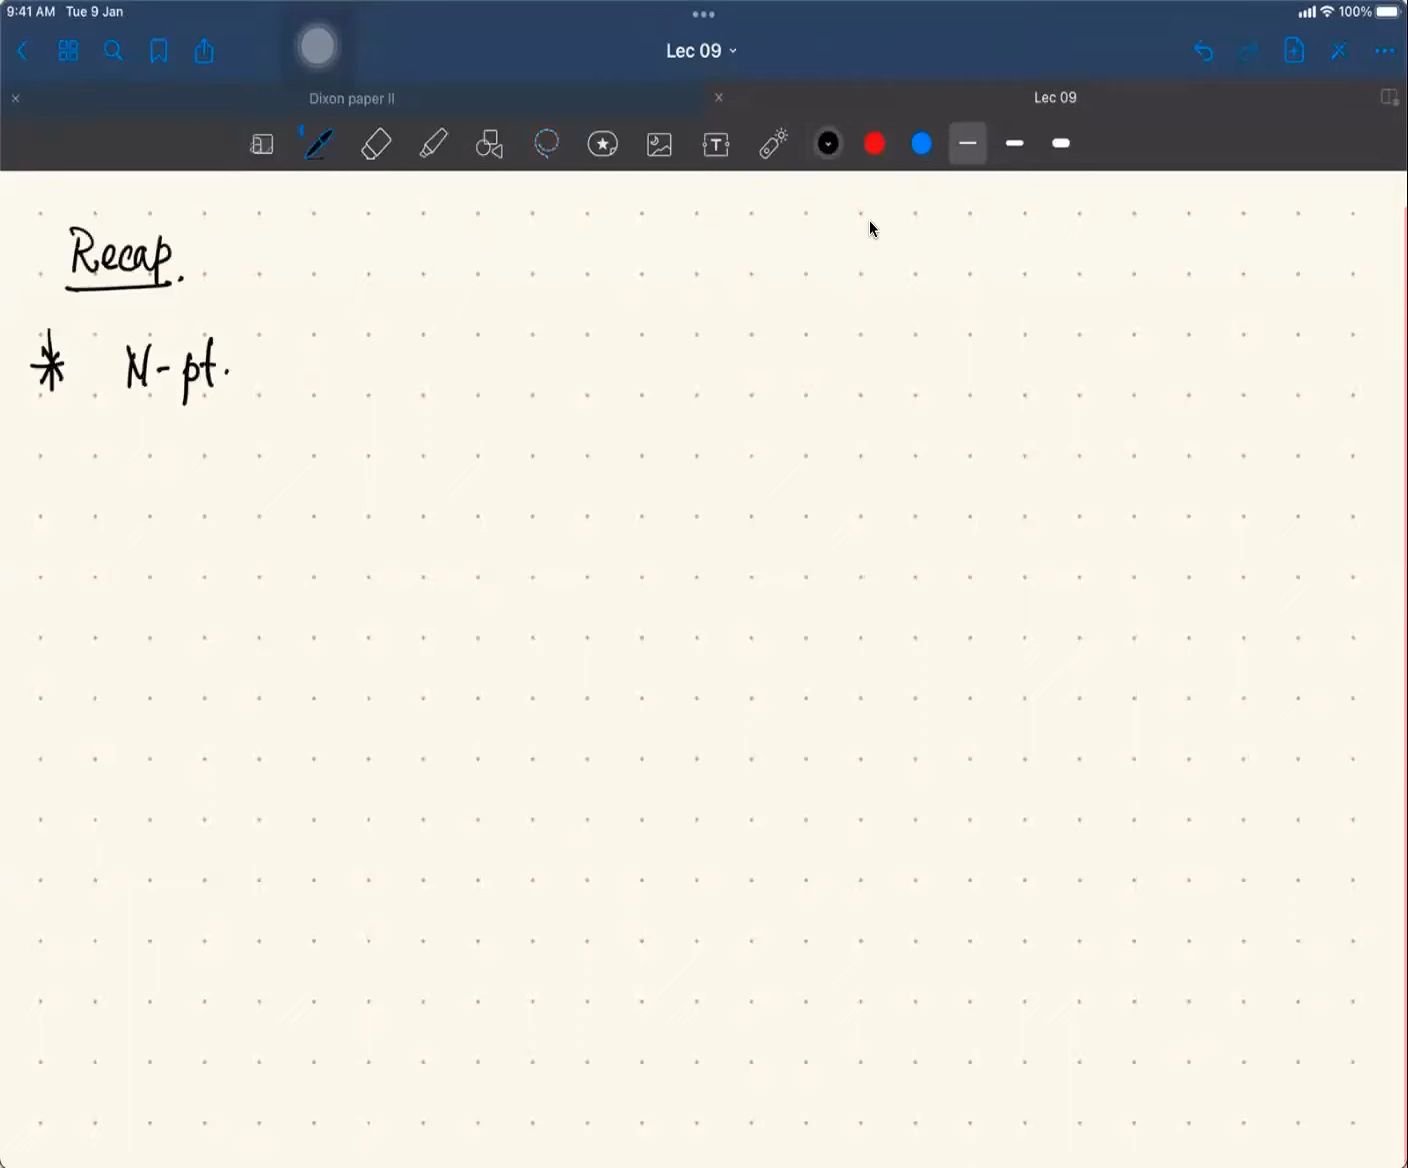 9:41 AM Tue 9 Jan
100%
Lec 09
Dixon paper II
Lec 09
T
Recap.
* N-pt.